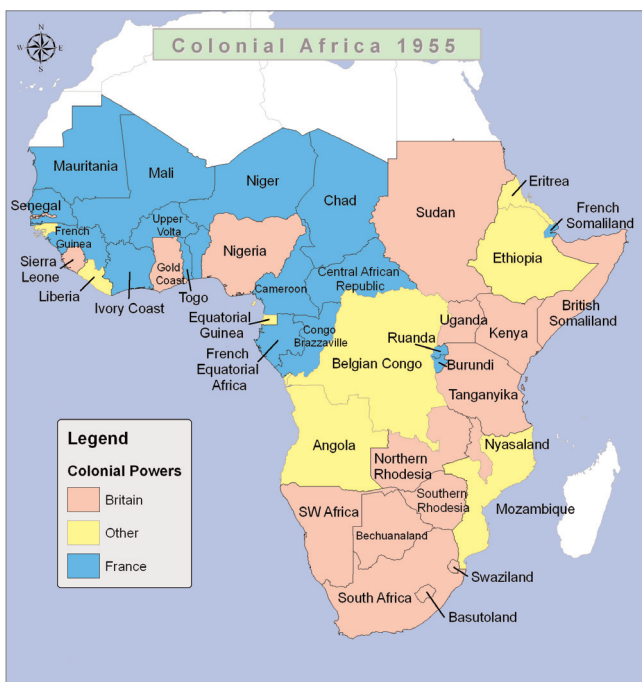 Colonial Africa 1955
N
W
E
S
Mauritania
Mali
Niger
Chad
Sudan
Eritrea
French
Somaliland
Senegal
French
Guinea
Upper
Volta
Nigeria
Ethiopia
Sierra
Leone
Gold
Coast
Liberia
Ivory Coast
Togo
Cameroon
Central African
Republic
British
Somaliland
Equatorial
Guinea
Congo
Brazzaville
Uganda
Kenya
French
Equatorial
Africa
Ruanda
Belgian Congo
Burundi
Tanganyika
Angola
Nyasaland
Northern
Rhodesia
Southern
Rhodesia
Mozambique
SW Africa
Bechuanaland
Swaziland
South Africa
Basutoland
Legend
Colonial Powers
Britain
Other
France